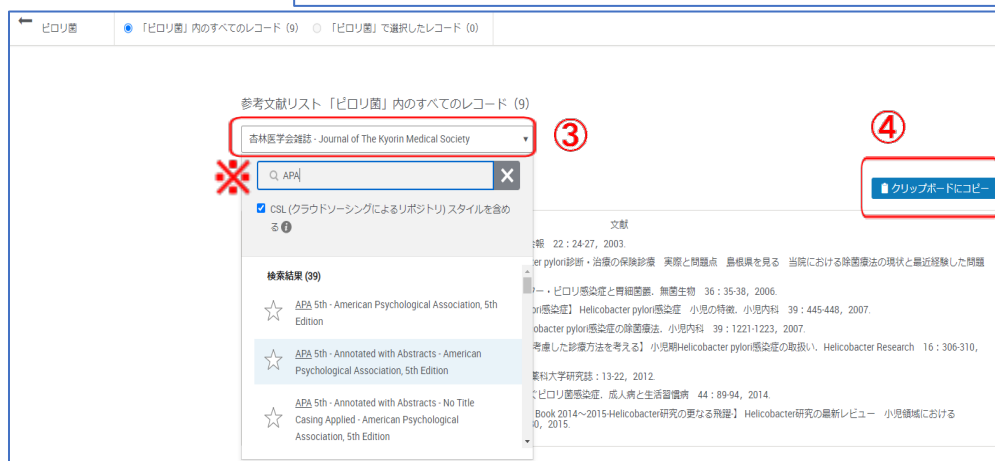 ← ピロリ菌 「ピロリ菌」内のすべてのレコード（9） 「ピロリ菌」で選択したレコード（0）
参考文献リスト 「ピロリ菌」内のすべてのレコード（9）
杏林医学会雑誌 - Journal of The Kyorin Medical Society
③
④
※
APA
クリップボードにコピー
CSL (クラウドソーシングによるリポジトリ) スタイルを含め
る
検索結果 (39)
APA 5th - American Psychological Association, 5th
Edition
APA 5th - Annotated with Abstracts - American
Psychological Association, 5th Edition
APA 5th - Annotated with Abstracts - No Title
Casing Applied - American Psychological
Association, 5th Edition
文献
会報 22：24-27，2003.
er pylori診断・治療の保険診療 実際と問題点 島根県を見る 当院における除菌療法の現状と最近経験した問題
ー・ピロリ感染症と胃細菌叢．無菌生物 36：35-38，2006.
ori感染症】 Helicobacter pylori感染症 小児の特徴．小児内科 39：445-448，2007.
obacter pylori感染症の除菌療法．小児内科 39：1221-1223，2007.
考慮した診療方法を考える】 小児期Helicobacter pylori感染症の取扱い．Helicobacter Research 16：306-310，
薬科大学研究誌：13-22，2012.
ぐピロリ菌感染症．成人病と生活習慣病 44：89-94，2014.
Book 2014～2015-Helicobacter研究の更なる飛躍-】 Helicobacter研究の最新レビュー 小児領域における
30，2015.